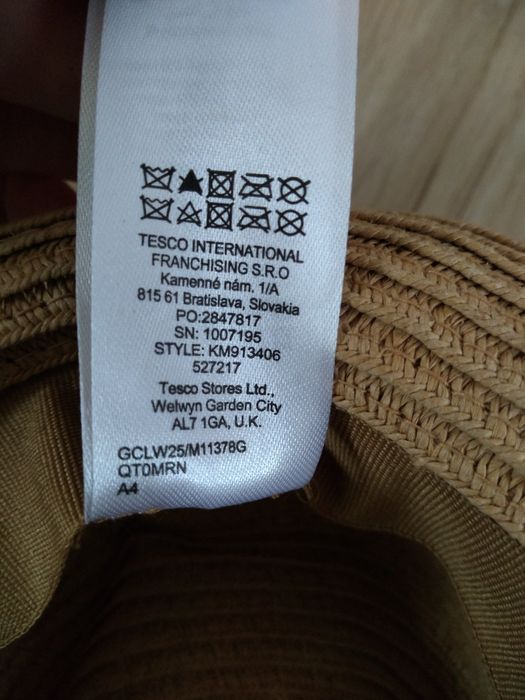 TESCO INTERNATIONAL
FRANCHISING S.R.O
Kamenné nám. 1/A
815 61 Bratislava, Slovakia
PO:2847817
SN: 1007195
STYLE: KM913406
527217
Tesco Stores Ltd.,
Welwyn Garden City
AL7 1GA, U.K.
GCLW25/M11378G
QT0MRN
A4